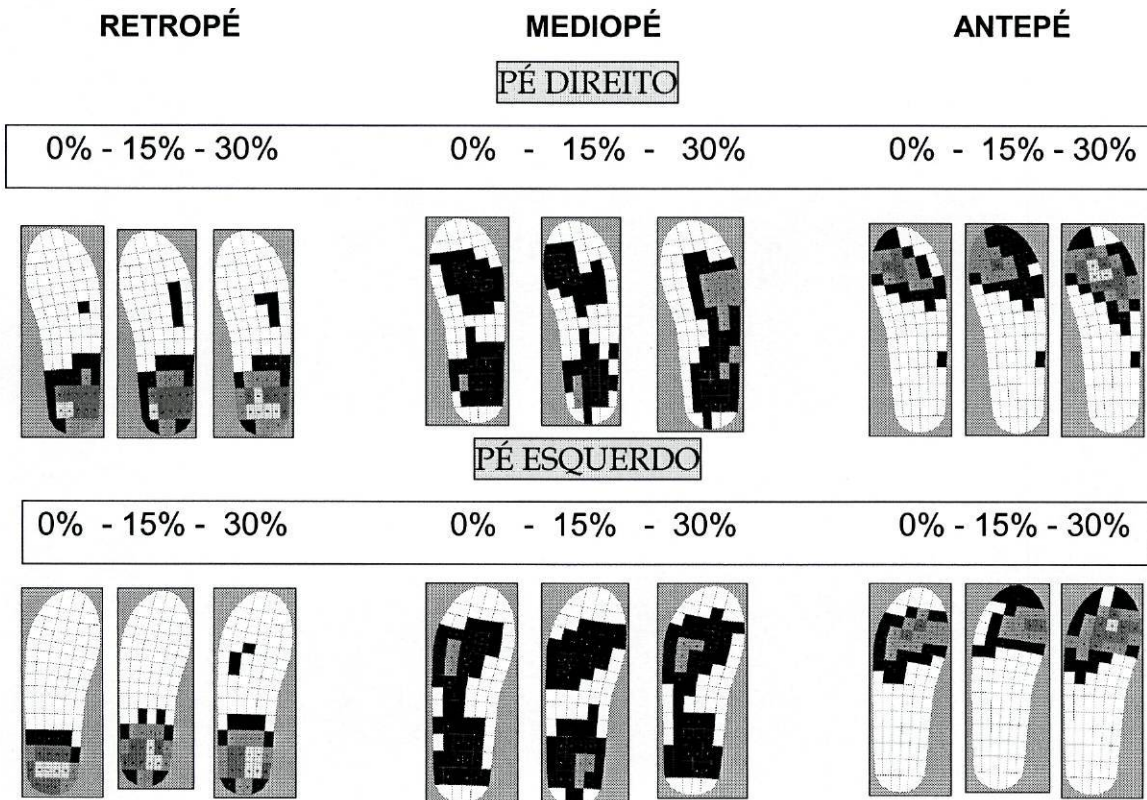 RETROPÉ MEDIOPÉ ANTEPÉ
PÉ DIREITO
0% - 15% - 30% 0% - 15% - 30% 0% - 15% - 30%
PÉ ESQUERDO
0% - 15% - 30% 0% - 15% - 30% 0% - 15% - 30%